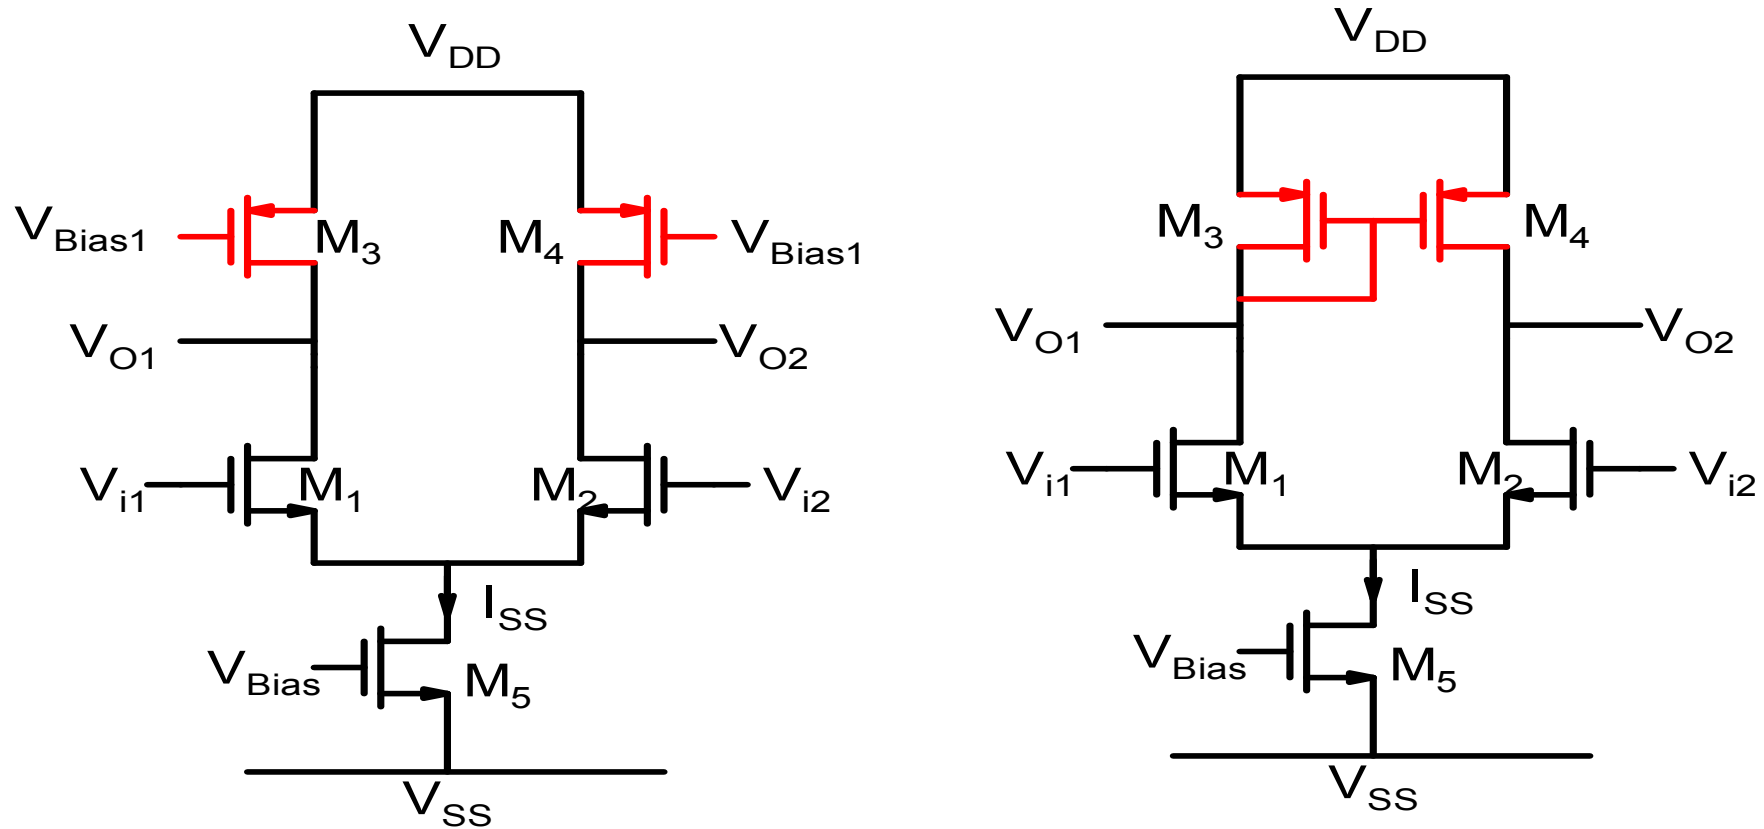 VDD
VBias1 M3 M4 VBias1
VO1 VO2
Vi1 M1 M2 Vi2
ISS
VBias M5
VSS
VDD
M3 M4
VO1 VO2
Vi1 M1 M2 Vi2
ISS
VBias M5
VSS